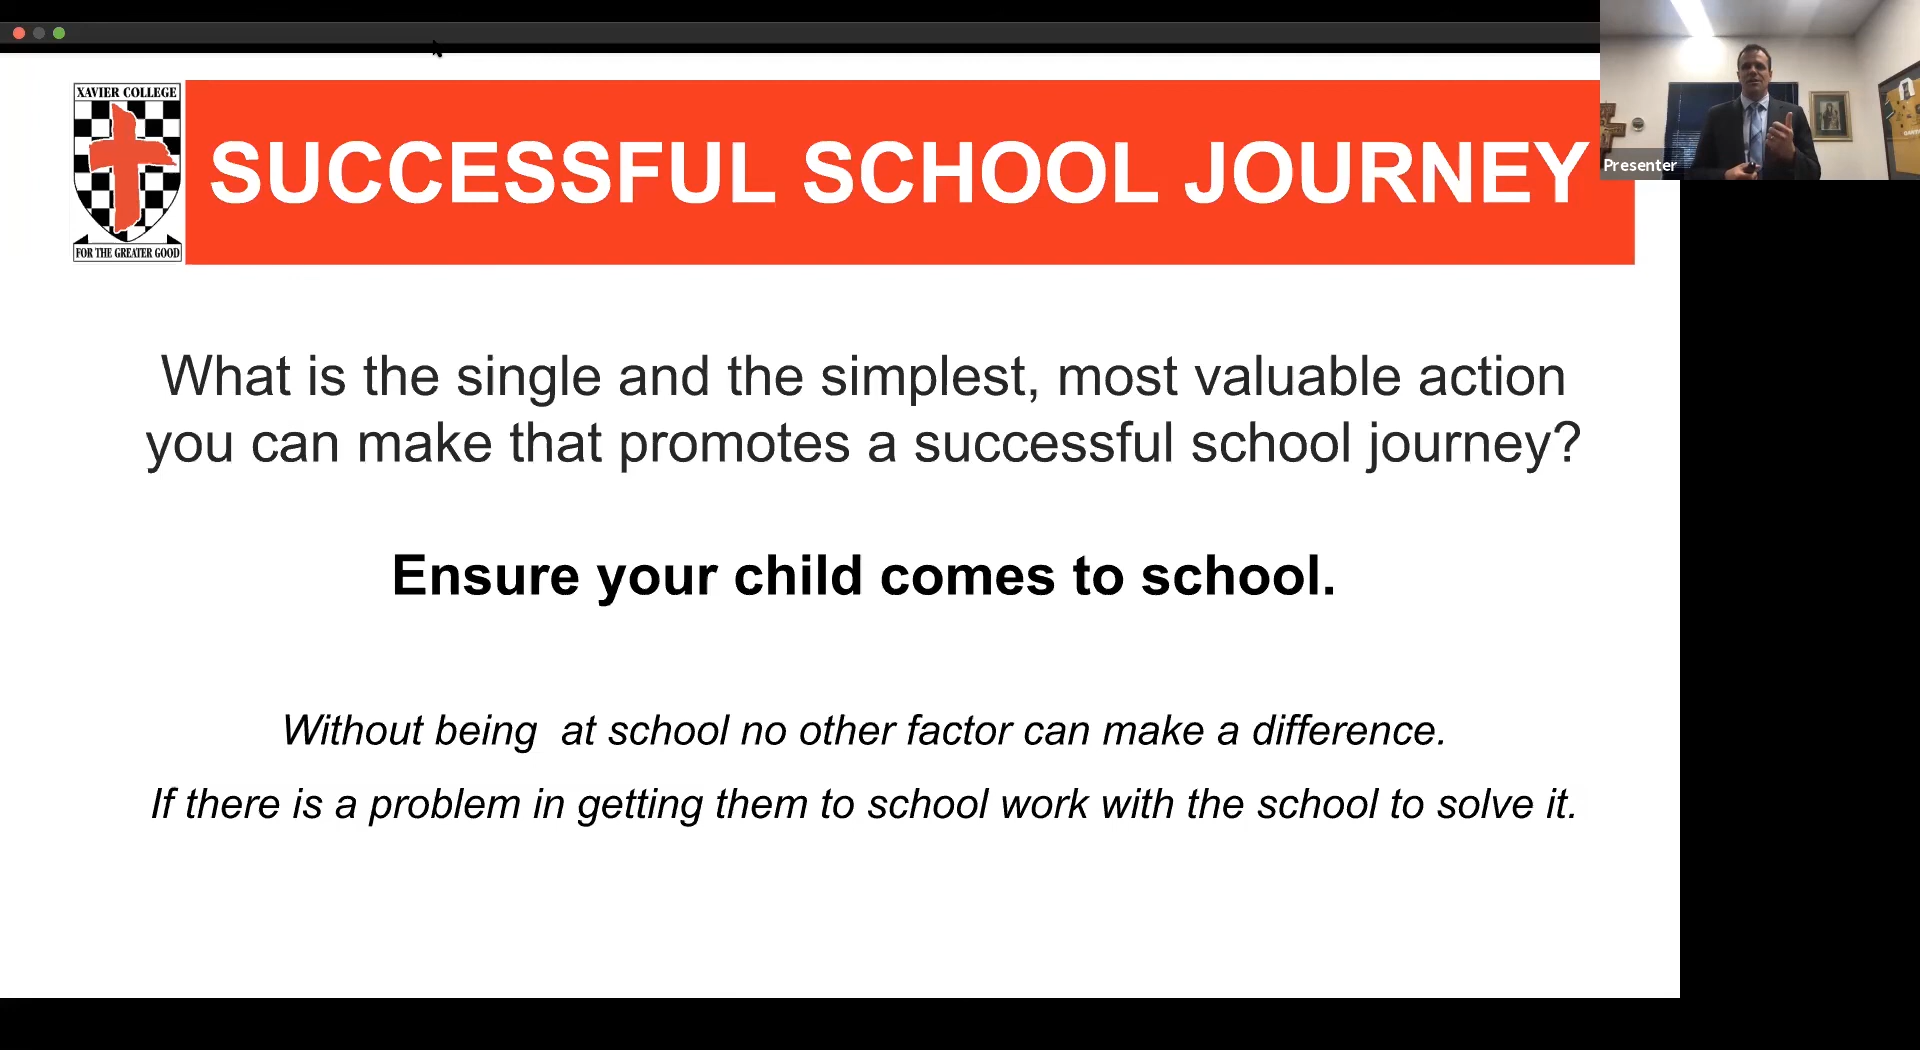 XAVIER COLLEGE
FOR THE GREATER GOOD
SUCCESSFUL SCHOOL JOURNEY
Presenter
What is the single and the simplest, most valuable action
you can make that promotes a successful school journey?
Ensure your child comes to school.
Without being  at school no other factor can make a difference.
If there is a problem in getting them to school work with the school to solve it.